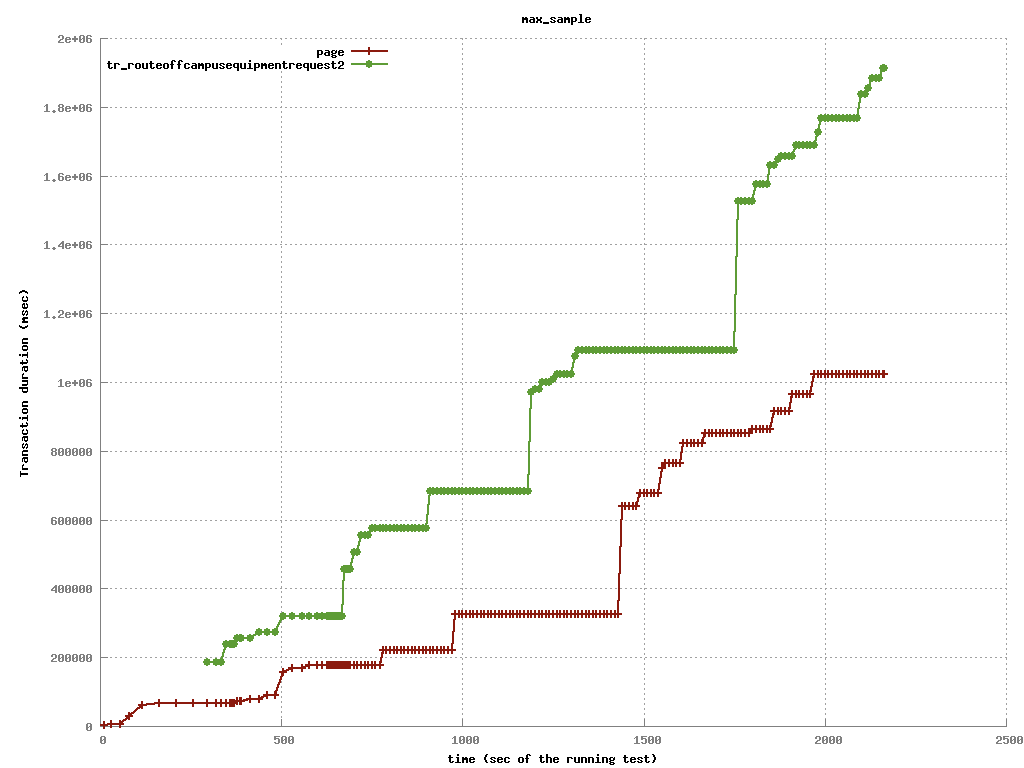 max_sample
page
tr_routeoffcampusequipmentrequest2
2e+06
1.8e+06
1.6e+06
1.4e+06
1.2e+06
1e+06
800000
600000
400000
200000
0
Transaction duration (msec)
0 500 1000 1500 2000 2500
time (sec of the running test)